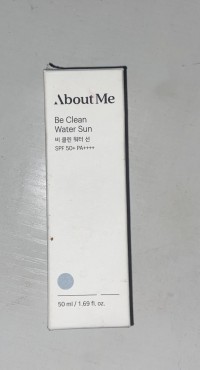 About Me
Be Clean
Water Sun
비 클린 워터 선
SPF 50+ PA++++
50 ml / 1.69 fl. oz.